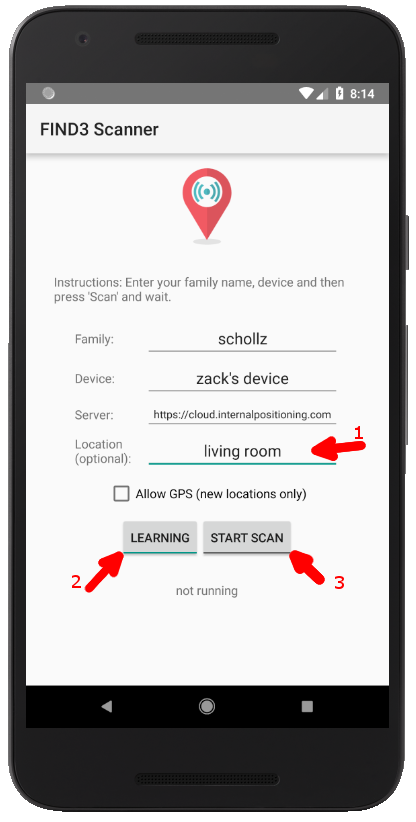 8:14
FIND3 Scanner
Instructions: Enter your family name, device and then
press 'Scan' and wait.
Family: schollz
Device: zack's device
Server: https://cloud.internalpositioning.com
Location
(optional): living room
1
Allow GPS (new locations only)
LEARNING START SCAN
2
3
not running